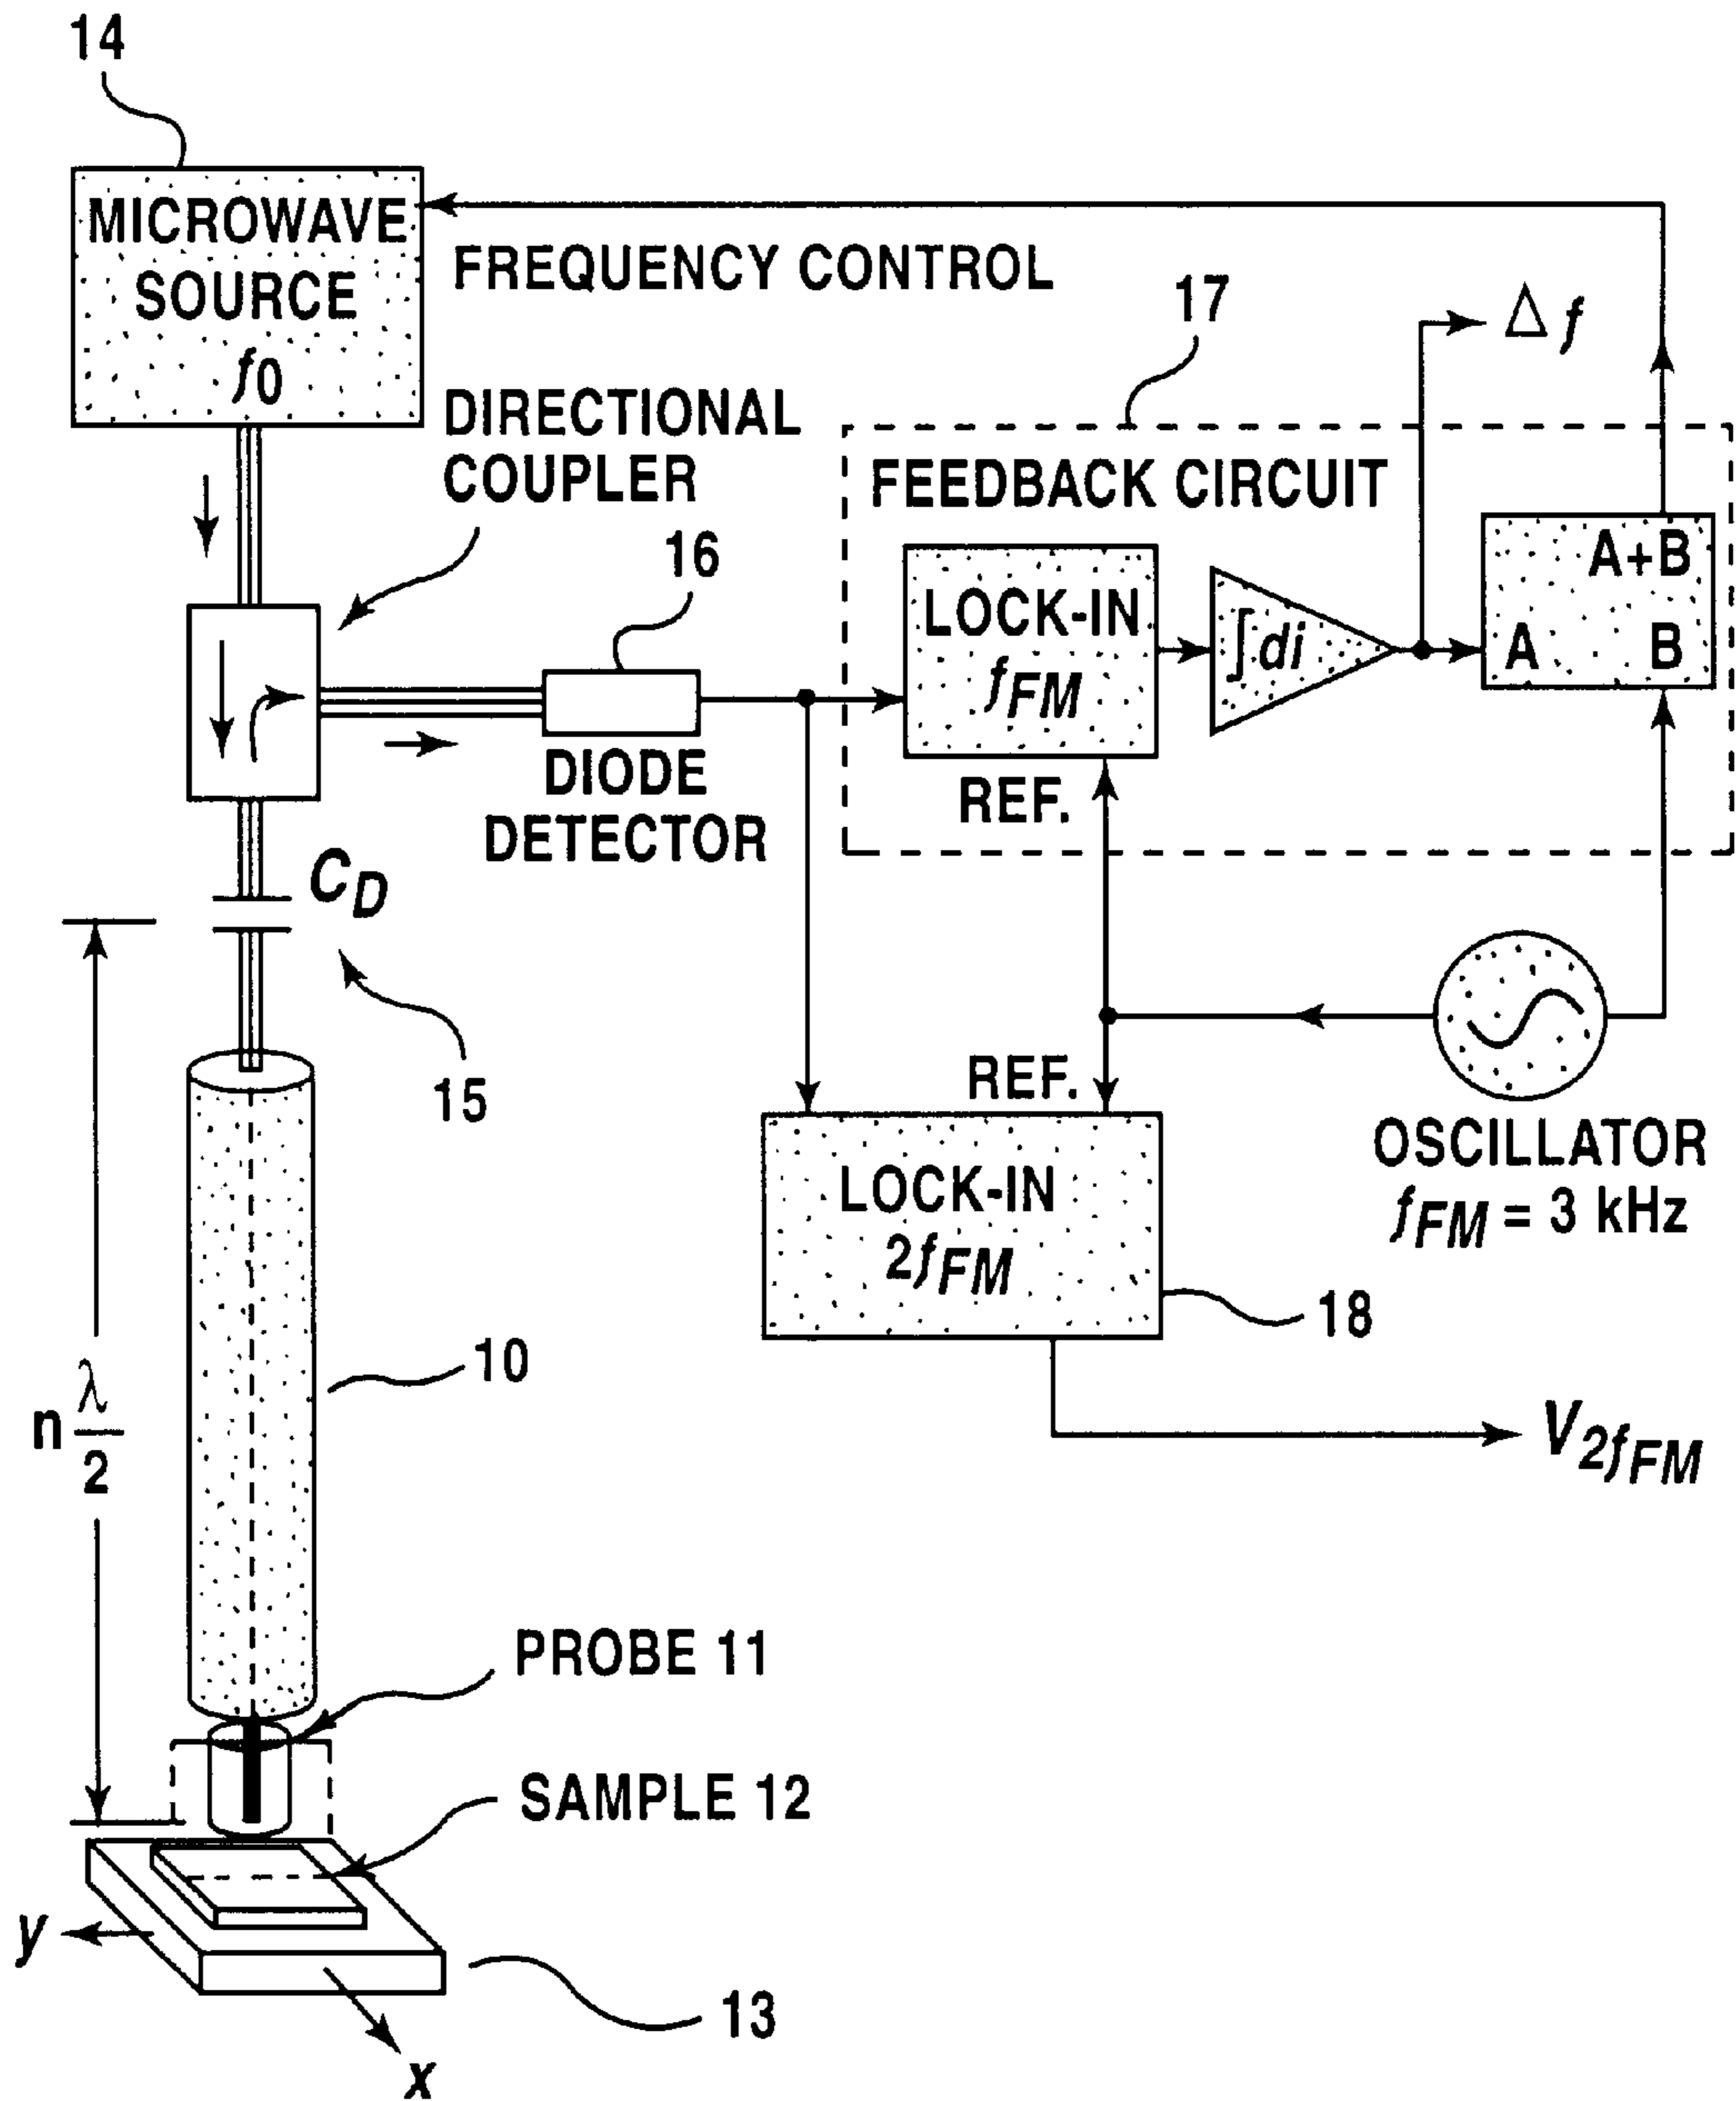 14
MICROWAVE
SOURCE
f0
FREQUENCY CONTROL
17
Δf
DIRECTIONAL
COUPLER
FEEDBACK CIRCUIT
16
LOCK-IN
fFM
∫di
A+B
A B
DIODE
DETECTOR
REF.
CD
15
REF.
OSCILLATOR
fFM = 3 kHz
LOCK-IN
2fFM
18
10
n λ/2
V2fFM
PROBE 11
SAMPLE 12
y
13
x